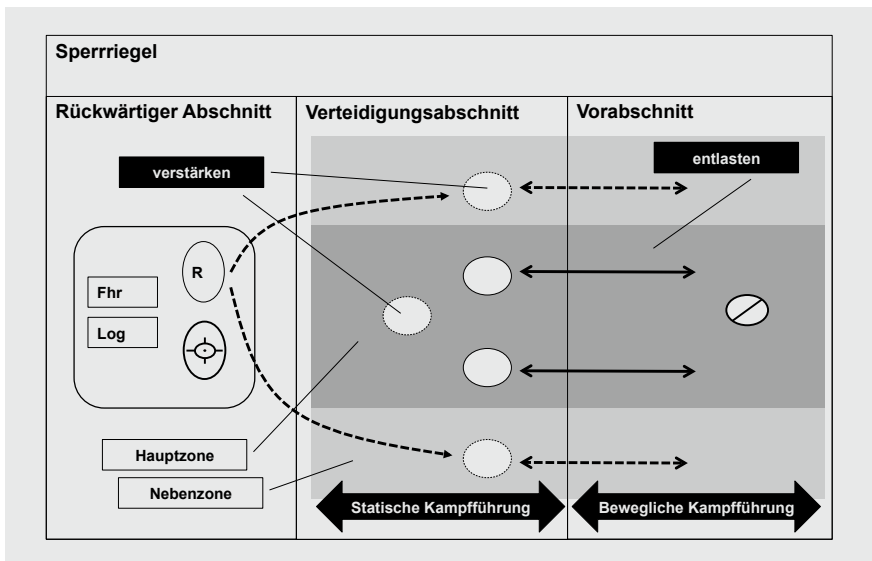 Sperrriegel
Rückwärtiger Abschnitt
Verteidigungsabschnitt
Vorabschnitt
verstärken
entlasten
R
Fhr
Log
Hauptzone
Nebenzone
Statische Kampfführung
Bewegliche Kampfführung